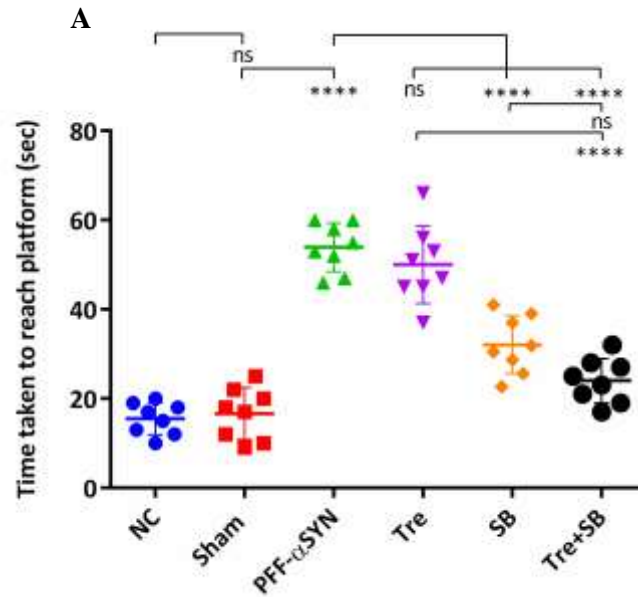 A
ns
**** ns **** ****
ns
****
Time taken to reach platform (sec)
80
60
40
20
0
NC
Sham
PFF-αSYN
Tre
SB
Tre+SB